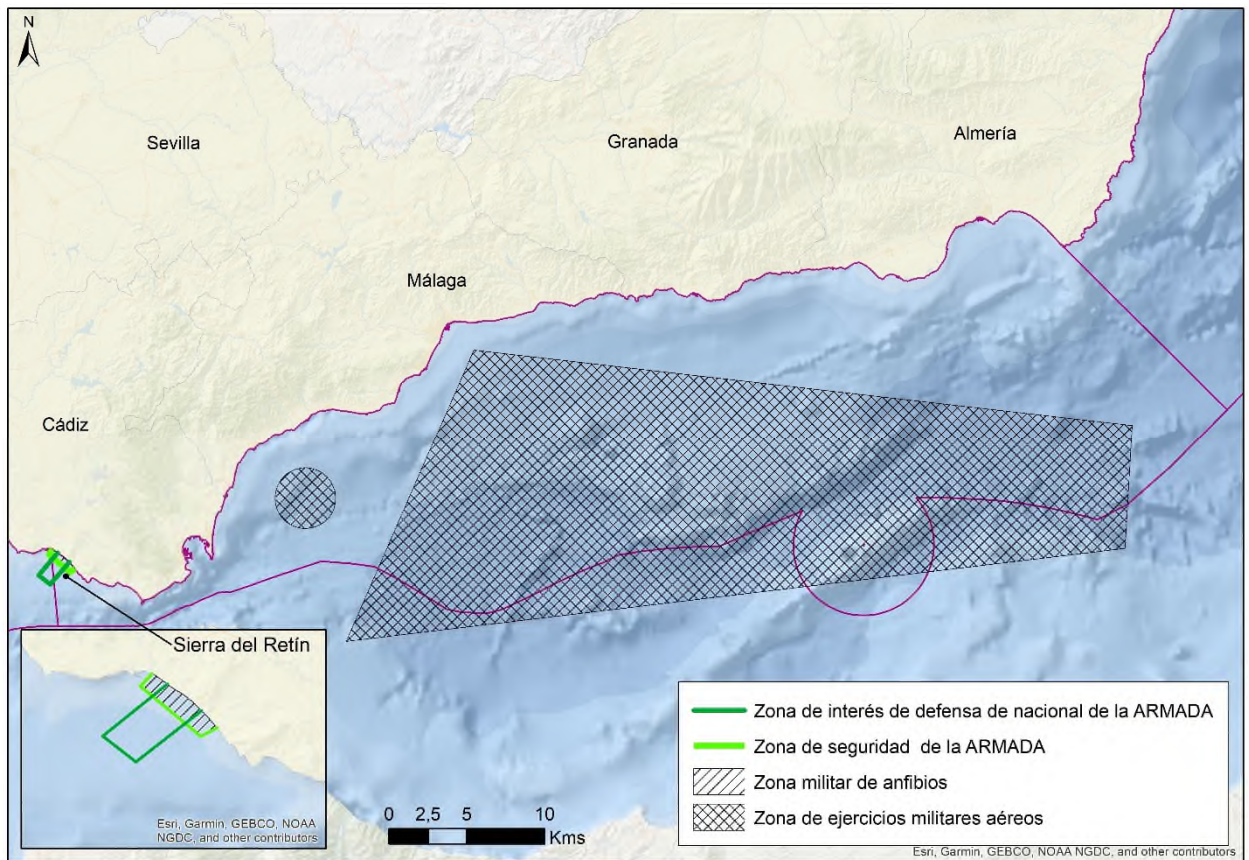 N
Sevilla
Granada
Almería
Málaga
Cádiz
Sierra del Retín
Esri, Garmin, GEBCO, NOAA
NGDC, and other contributors
0 2,5 5 10
Kms
Zona de interés de defensa de nacional de la ARMADA
Zona de seguridad de la ARMADA
Zona militar de anfibios
Zona de ejercicios militares aéreos
Esri, Garmin, GEBCO, NOAA NGDC, and other contributors